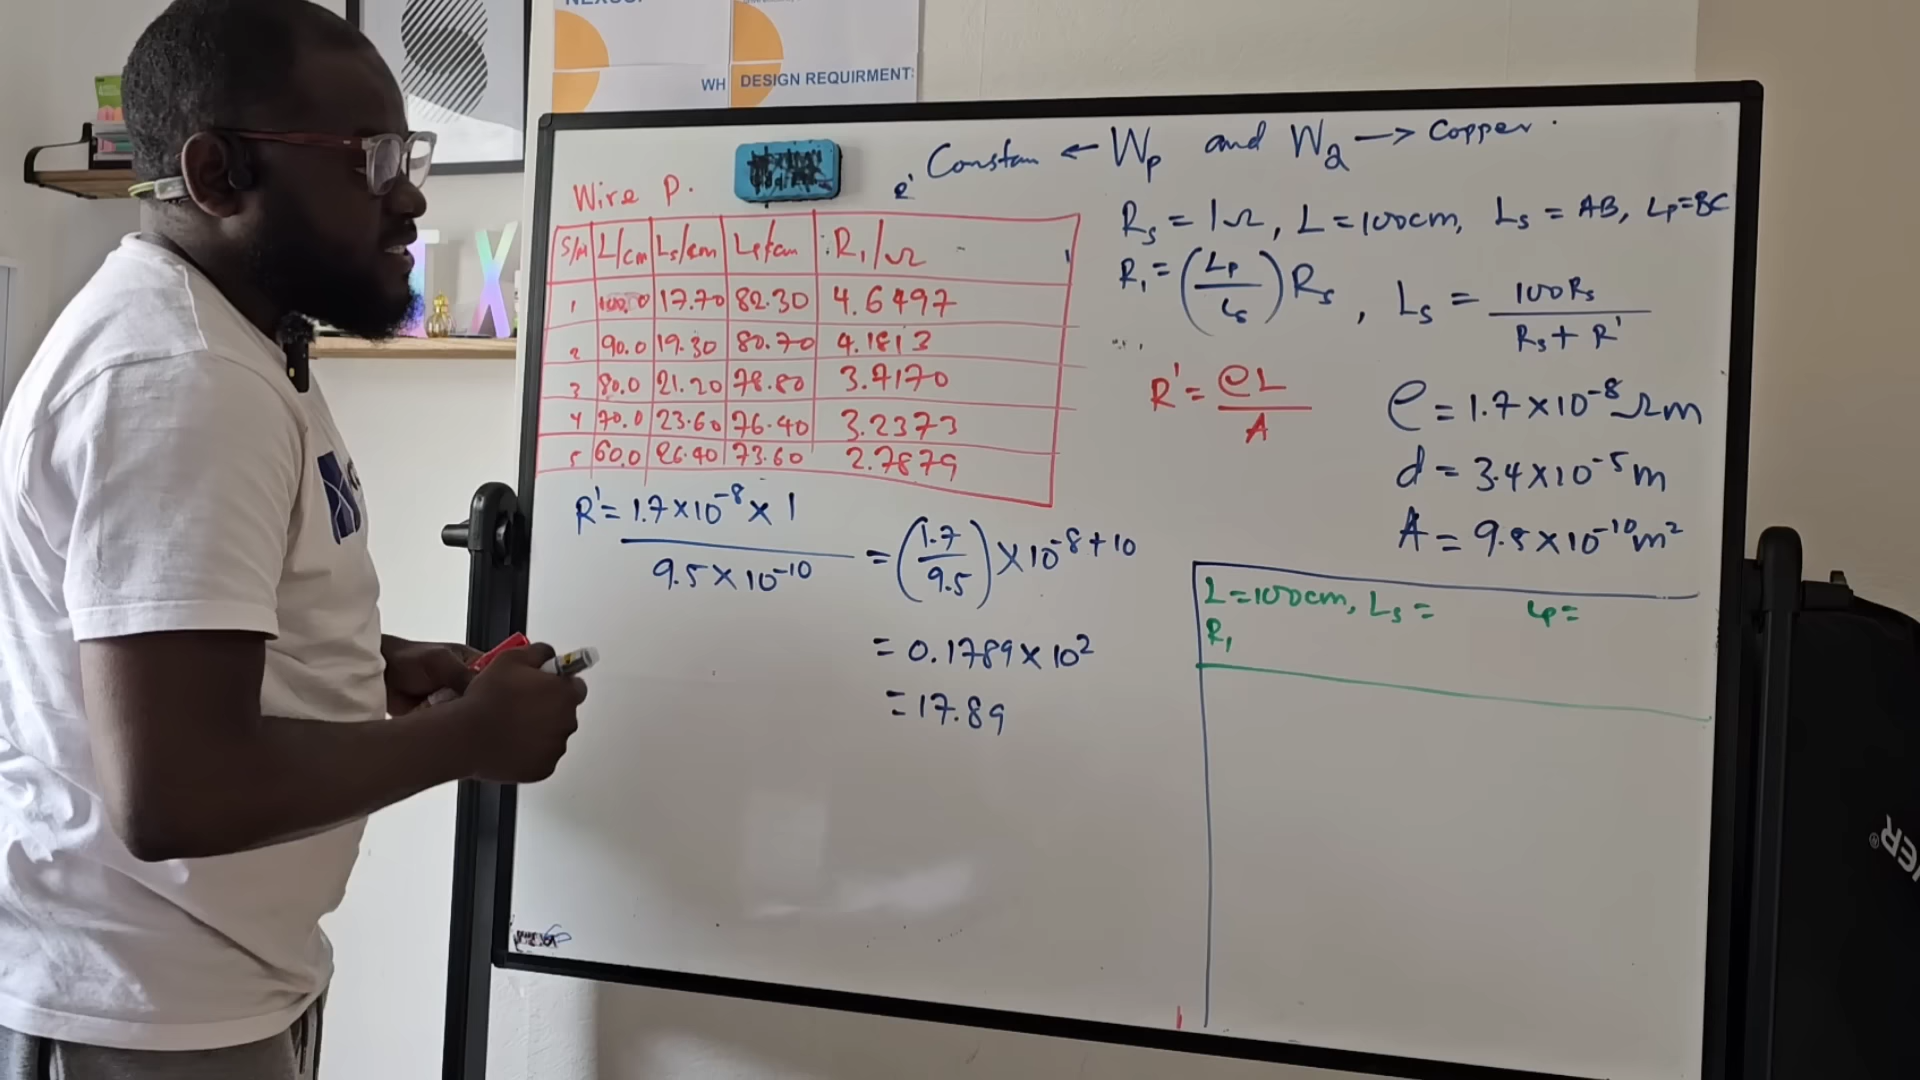 WH
DESIGN REQUIRMENT:
Constan ← Wp and W2 → Copper.
Wire P.
S/N L/cm Ls/cm Lp/cm R₁/Ω
1 100.0 17.70 82.30 4.6497
2 90.0 19.30 80.70 4.1813
3 80.0 21.20 78.80 3.7170
4 70.0 23.60 76.40 3.2373
5 60.0 26.40 73.60 2.7879
R' = 1.7×10⁻⁸ × 1
9.5×10⁻¹⁰
= (1.7/9.5) × 10⁻⁸⁺¹⁰
= 0.1789×10²
= 17.89
Rs = 1Ω, L = 100cm, Ls = AB, Lp = BC
R₁ = (Lp/Ls) Rs, Ls = 100Rs / Rs + R'
R' = ρL / A
ρ = 1.7×10⁻⁸ Ωm
d = 3.4×10⁻⁵ m
A = 9.5×10⁻¹⁰ m²
L = 100cm, Ls = Lp =
R₁